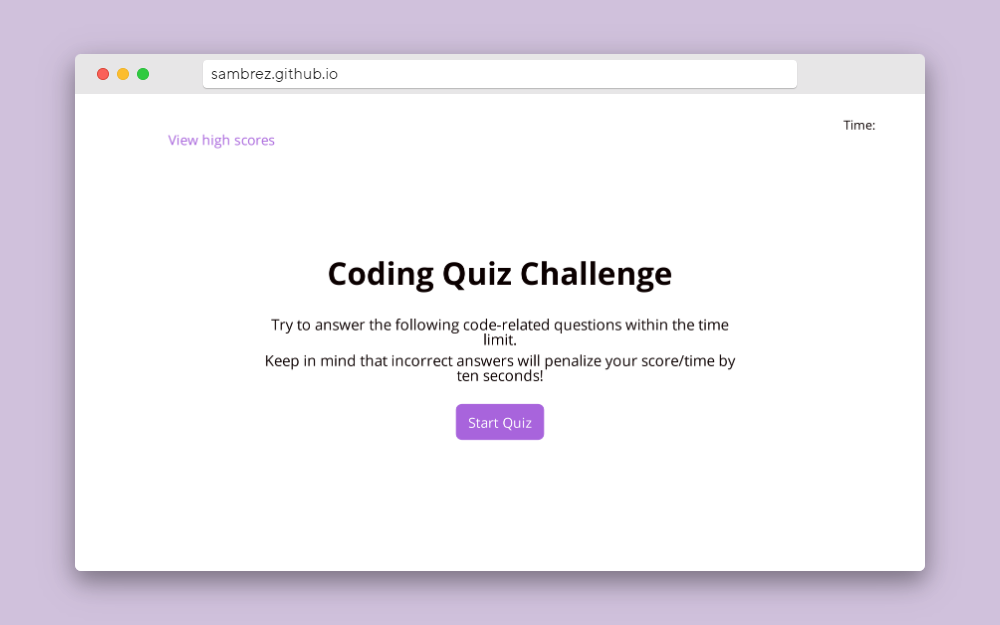 sambrez.github.io
View high scores
Time:
Coding Quiz Challenge
Try to answer the following code-related questions within the time
limit.
Keep in mind that incorrect answers will penalize your score/time by
ten seconds!
Start Quiz